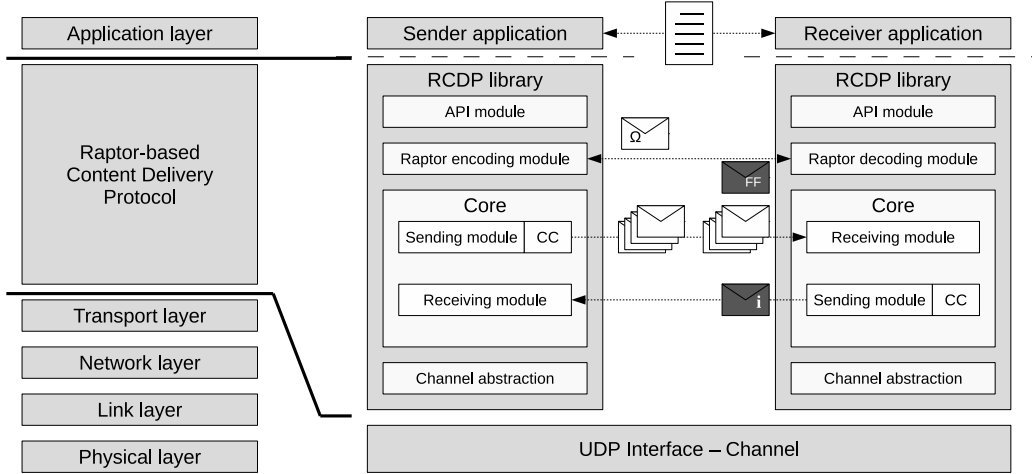 Application layer
Raptor-based
Content Delivery
Protocol
Transport layer
Network layer
Link layer
Physical layer
Sender application
Receiver application
RCDP library
API module
Raptor encoding module
Core
Sending module
CC
Receiving module
Channel abstraction
Ω
FF
i
RCDP library
API module
Raptor decoding module
Core
Receiving module
Sending module
CC
Channel abstraction
UDP Interface – Channel